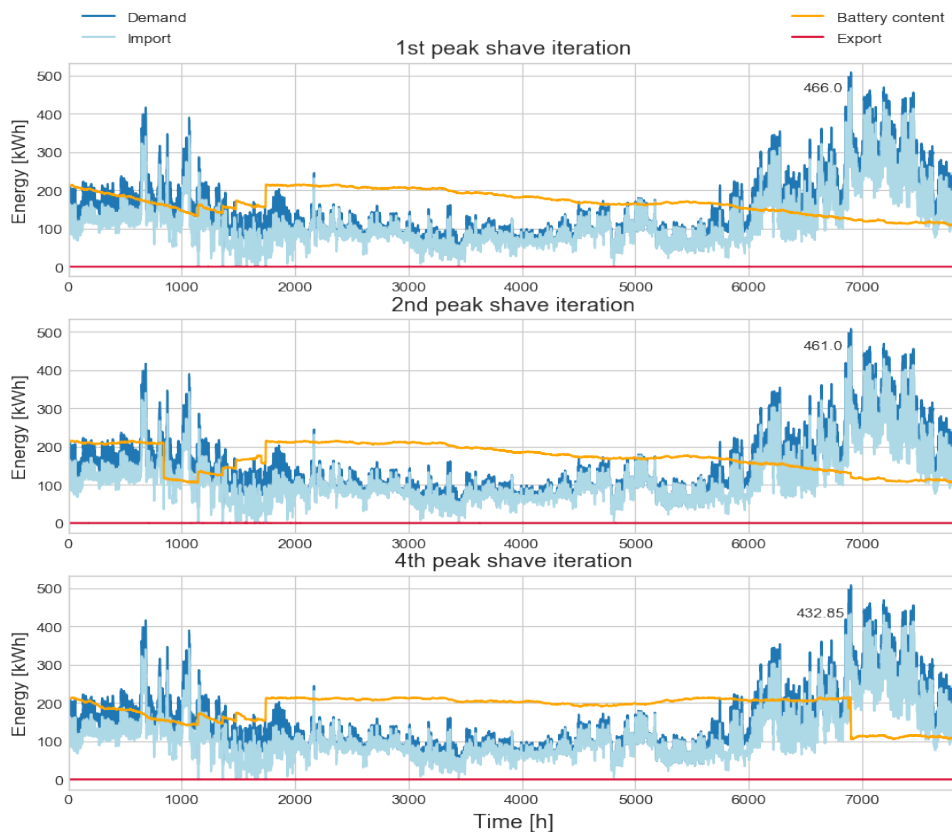 Demand
Import
Battery content
Export
1st peak shave iteration
Energy [kWh]
500
400
300
200
100
0
466.0
0 1000 2000 3000 4000 5000 6000 7000
2nd peak shave iteration
Energy [kWh]
500
400
300
200
100
0
461.0
0 1000 2000 3000 4000 5000 6000 7000
4th peak shave iteration
Energy [kWh]
500
400
300
200
100
0
432.85
0 1000 2000 3000 4000 5000 6000 7000
Time [h]